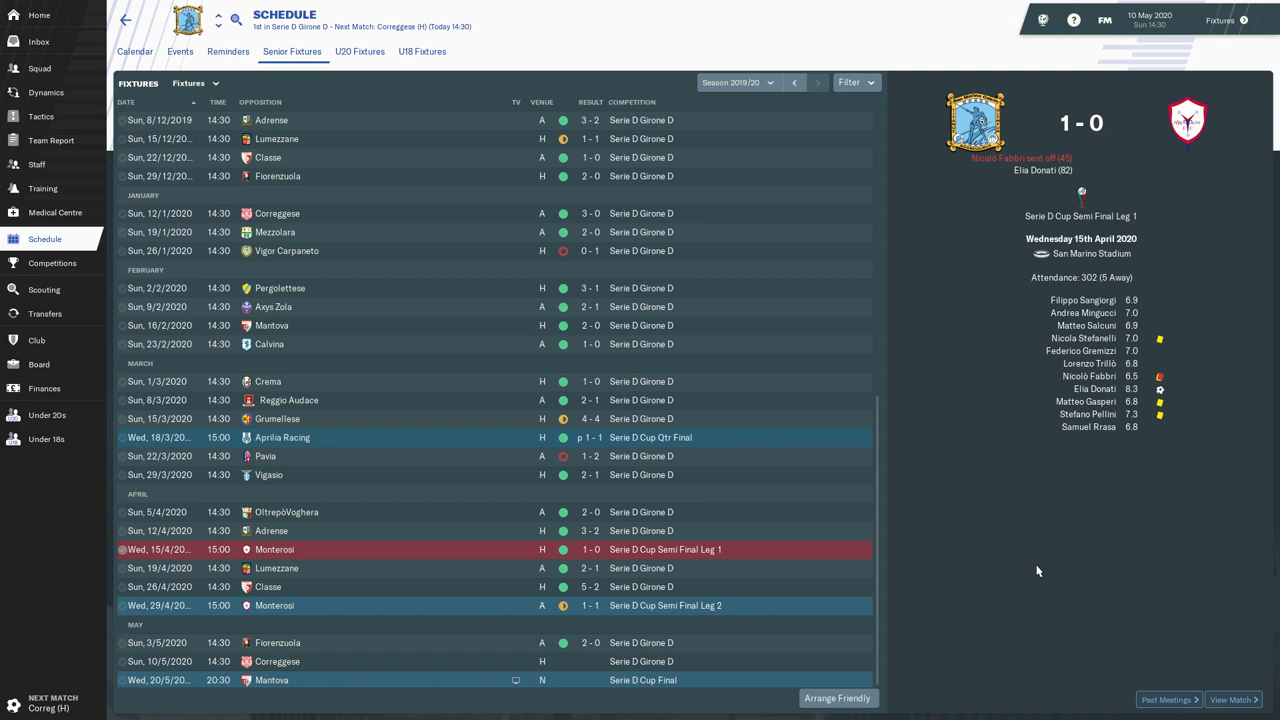 Home
Inbox
Squad
Dynamics
Tactics
Team Report
Staff
Training
Medical Centre
Schedule
Competitions
Scouting
Transfers
Club
Board
Finances
Under 20s
Under 18s
NEXT MATCH
Correg (H)
SCHEDULE
1st in Serie D Girone D - Next Match: Correggese (H) (Today 14:30)
FM
10 May 2020
Sun 14:30
Fixtures
Calendar Events Reminders Senior Fixtures U20 Fixtures U18 Fixtures
FIXTURES Fixtures Season 2019/20 Filter
DATE TIME OPPOSITION TV VENUE RESULT COMPETITION
Sun, 8/12/2019 14:30 Adrense A 3 - 2 Serie D Girone D
Sun, 15/12/20... 14:30 Lumezzane H 1 - 1 Serie D Girone D
Sun, 22/12/20... 14:30 Classe A 1 - 0 Serie D Girone D
Sun, 29/12/20... 14:30 Fiorenzuola H 2 - 0 Serie D Girone D
JANUARY
Sun, 12/1/2020 14:30 Correggese A 3 - 0 Serie D Girone D
Sun, 19/1/2020 14:30 Mezzolara A 2 - 0 Serie D Girone D
Sun, 26/1/2020 14:30 Vigor Carpaneto H 0 - 1 Serie D Girone D
FEBRUARY
Sun, 2/2/2020 14:30 Pergolettese H 3 - 1 Serie D Girone D
Sun, 9/2/2020 14:30 Axys Zola A 2 - 1 Serie D Girone D
Sun, 16/2/2020 14:30 Mantova H 2 - 0 Serie D Girone D
Sun, 23/2/2020 14:30 Calvina A 1 - 0 Serie D Girone D
MARCH
Sun, 1/3/2020 14:30 Crema H 1 - 0 Serie D Girone D
Sun, 8/3/2020 14:30 Reggio Audace A 2 - 1 Serie D Girone D
Sun, 15/3/2020 14:30 Grumellese H 4 - 4 Serie D Girone D
Wed, 18/3/20... 15:00 Aprilia Racing H p 1 - 1 Serie D Cup Qtr Final
Sun, 22/3/2020 14:30 Pavia A 1 - 2 Serie D Girone D
Sun, 29/3/2020 14:30 Vigasio H 2 - 1 Serie D Girone D
APRIL
Sun, 5/4/2020 14:30 OltrepòVoghera A 2 - 0 Serie D Girone D
Sun, 12/4/2020 14:30 Adrense H 3 - 2 Serie D Girone D
Wed, 15/4/20... 15:00 Monterosi H 1 - 0 Serie D Cup Semi Final Leg 1
Sun, 19/4/2020 14:30 Lumezzane A 2 - 1 Serie D Girone D
Sun, 26/4/2020 14:30 Classe H 5 - 2 Serie D Girone D
Wed, 29/4/20... 15:00 Monterosi A 1 - 1 Serie D Cup Semi Final Leg 2
MAY
Sun, 3/5/2020 14:30 Fiorenzuola A 2 - 0 Serie D Girone D
Sun, 10/5/2020 14:30 Correggese H Serie D Girone D
Wed, 20/5/20... 20:30 Mantova N Serie D Cup Final
Arrange Friendly
1 - 0
Nicolò Fabbri sent off (45)
Elia Donati (82)
Serie D Cup Semi Final Leg 1
Wednesday 15th April 2020
San Marino Stadium
Attendance: 302 (5 Away)
Filippo Sangiorgi 6.9
Andrea Mingucci 7.0
Matteo Salcuni 6.9
Nicola Stefanelli 7.0
Federico Gremizzi 7.0
Lorenzo Trillò 6.8
Nicolò Fabbri 6.5
Elia Donati 8.3
Matteo Gasperi 6.8
Stefano Pellini 7.3
Samuel Rrasa 6.8
Past Meetings View Match